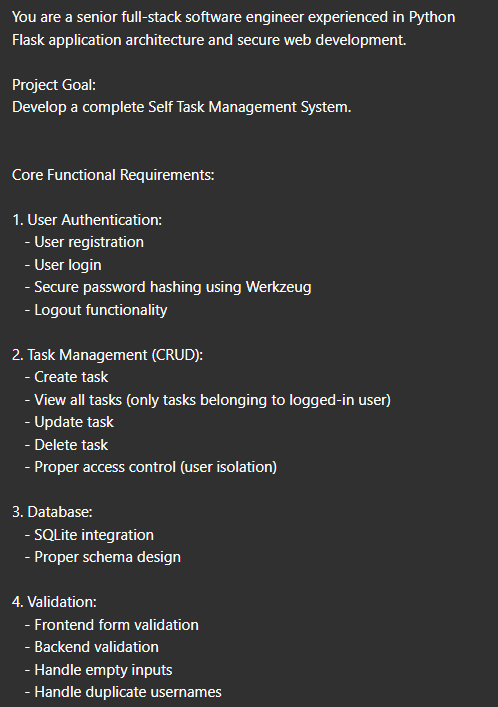 You are a senior full-stack software engineer experienced in Python
Flask application architecture and secure web development.
Project Goal:
Develop a complete Self Task Management System.
Core Functional Requirements:
1. User Authentication:
- User registration
- User login
- Secure password hashing using Werkzeug
- Logout functionality
2. Task Management (CRUD):
- Create task
- View all tasks (only tasks belonging to logged-in user)
- Update task
- Delete task
- Proper access control (user isolation)
3. Database:
- SQLite integration
- Proper schema design
4. Validation:
- Frontend form validation
- Backend validation
- Handle empty inputs
- Handle duplicate usernames